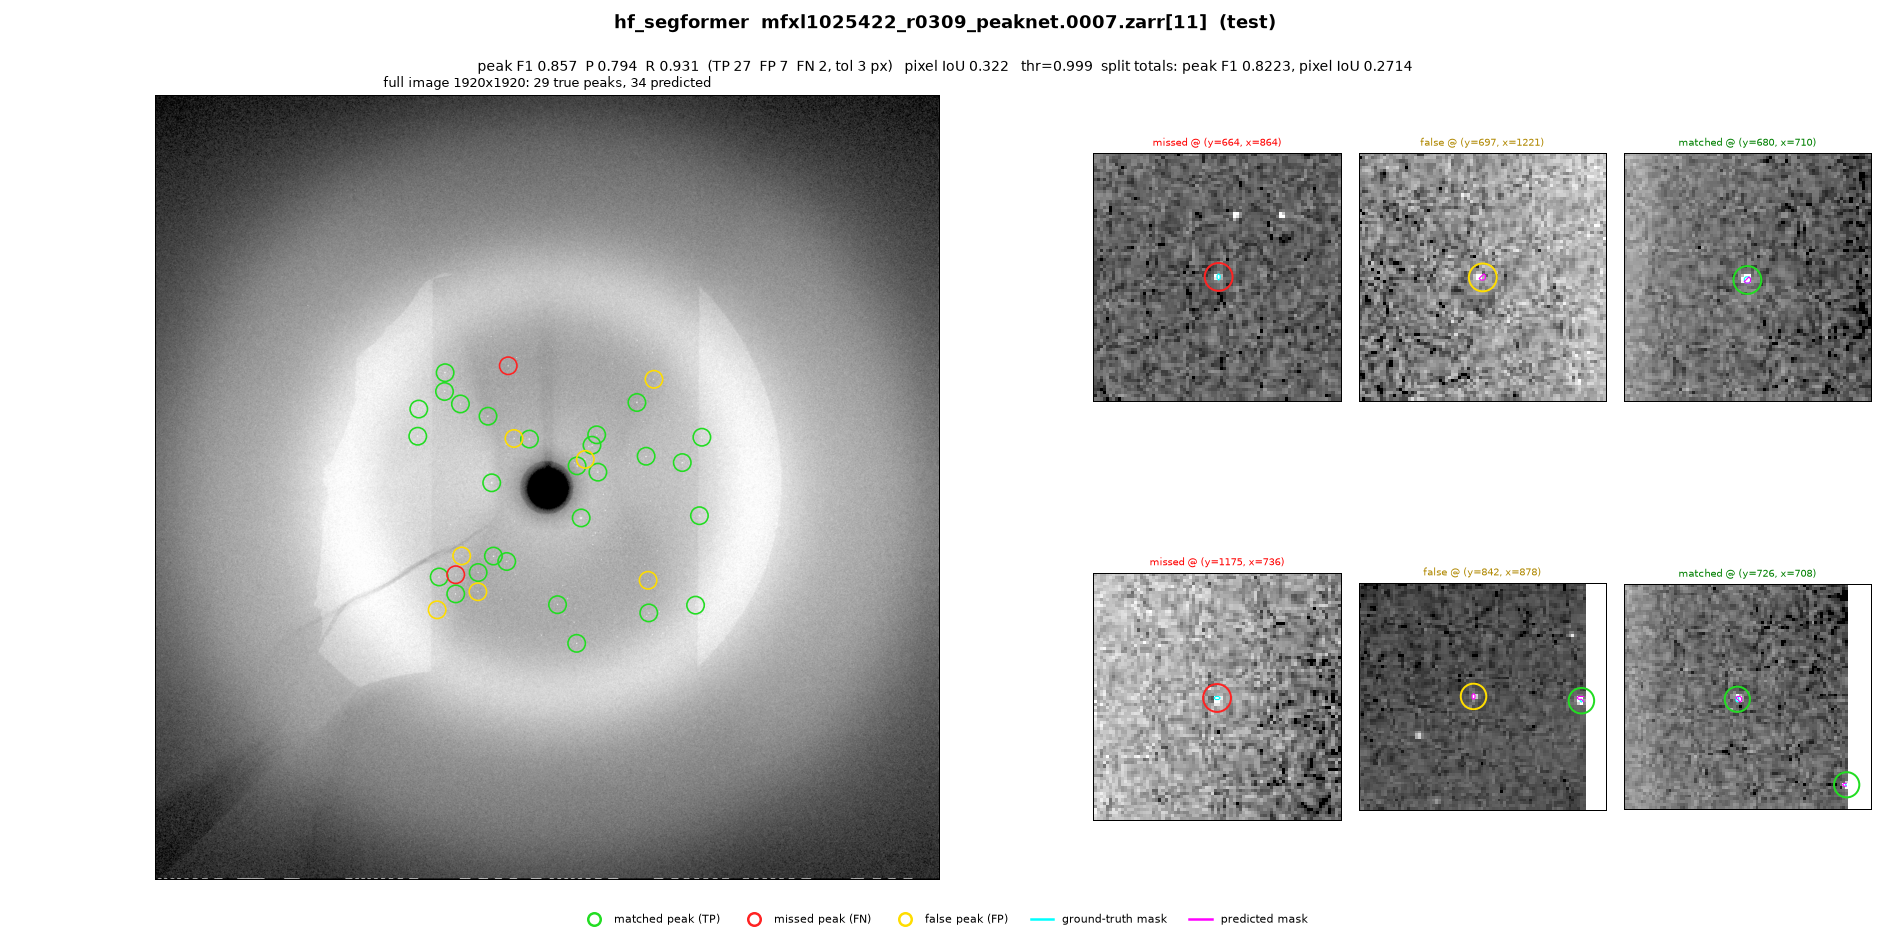 hf_segformer  mfxl1025422_r0309_peaknet.0007.zarr[11]  (test)
peak F1 0.857  P 0.794  R 0.931  (TP 27  FP 7  FN 2, tol 3 px)   pixel IoU 0.322   thr=0.999  split totals: peak F1 0.8223, pixel IoU 0.2714
full image 1920x1920: 29 true peaks, 34 predicted
missed @ (y=664, x=864)
false @ (y=697, x=1221)
matched @ (y=680, x=710)
missed @ (y=1175, x=736)
false @ (y=842, x=878)
matched @ (y=726, x=708)
matched peak (TP)
missed peak (FN)
false peak (FP)
ground-truth mask
predicted mask